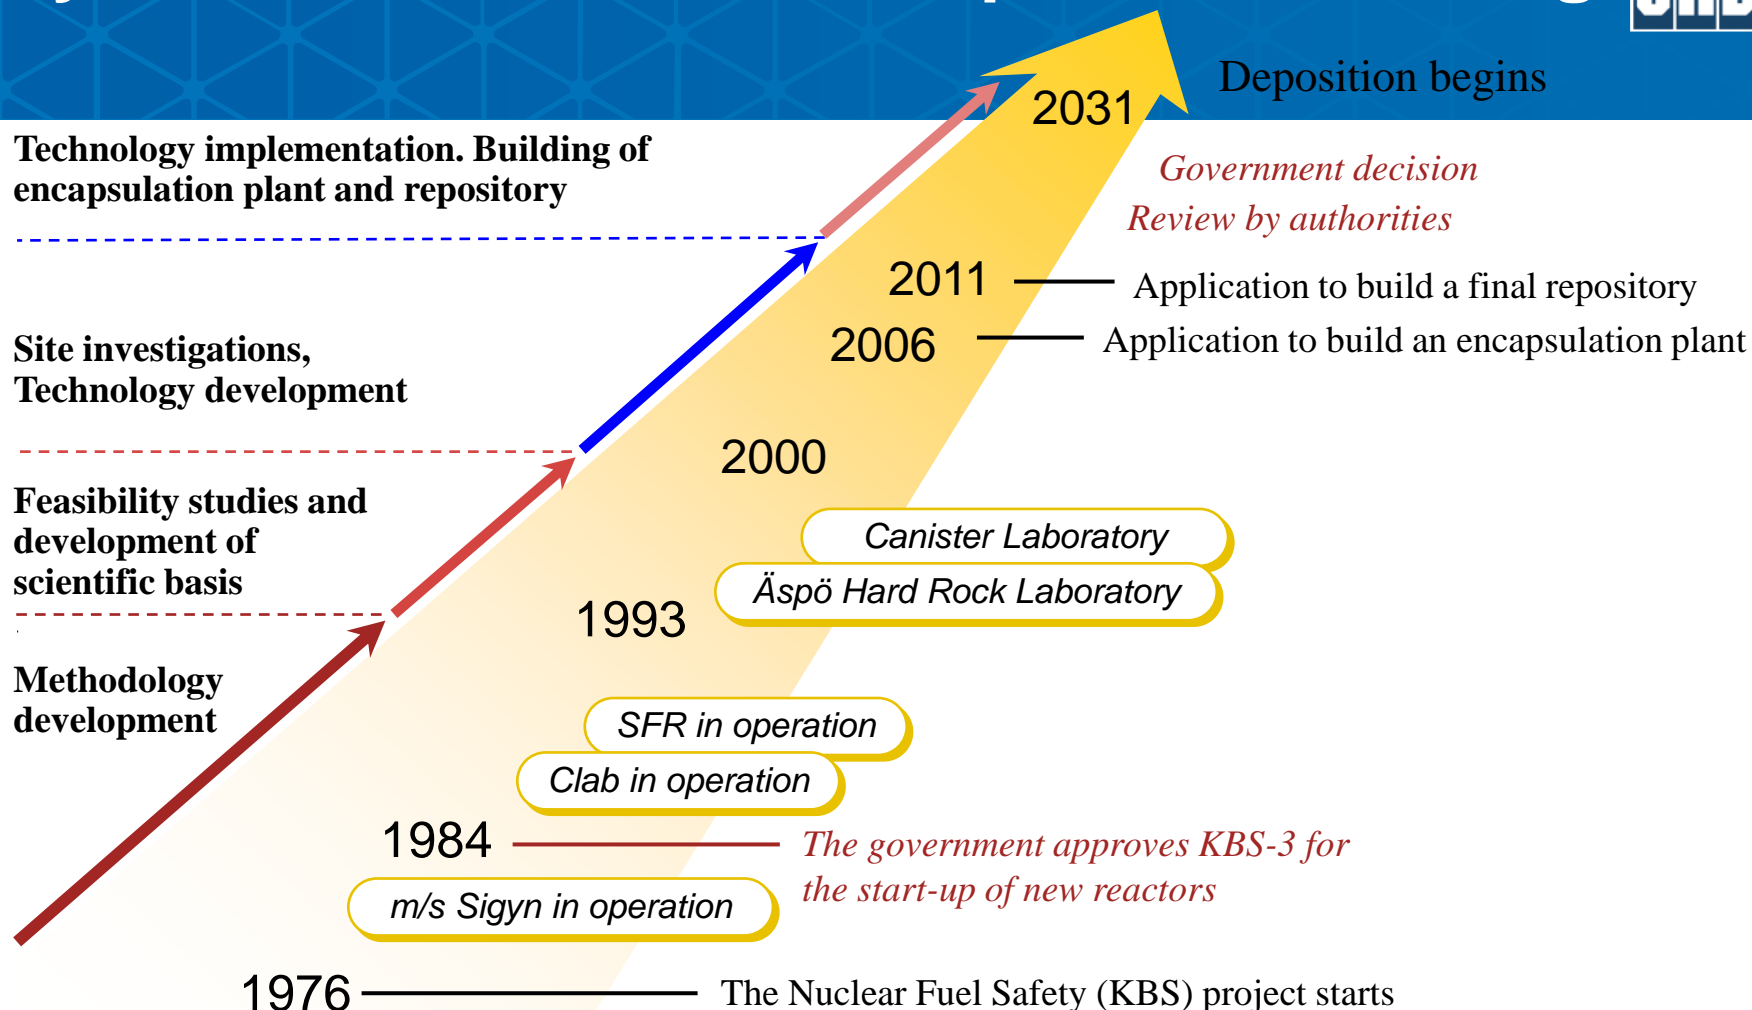 Deposition begins
2031
Technology implementation. Building of
encapsulation plant and repository
Government decision
Review by authorities
2011
Application to build a final repository
2006
Application to build an encapsulation plant
Site investigations,
Technology development
2000
Feasibility studies and
development of
scientific basis
Canister Laboratory
Äspö Hard Rock Laboratory
1993
Methodology
development
SFR in operation
Clab in operation
1984
The government approves KBS-3 for
the start-up of new reactors
m/s Sigyn in operation
1976
The Nuclear Fuel Safety (KBS) project starts